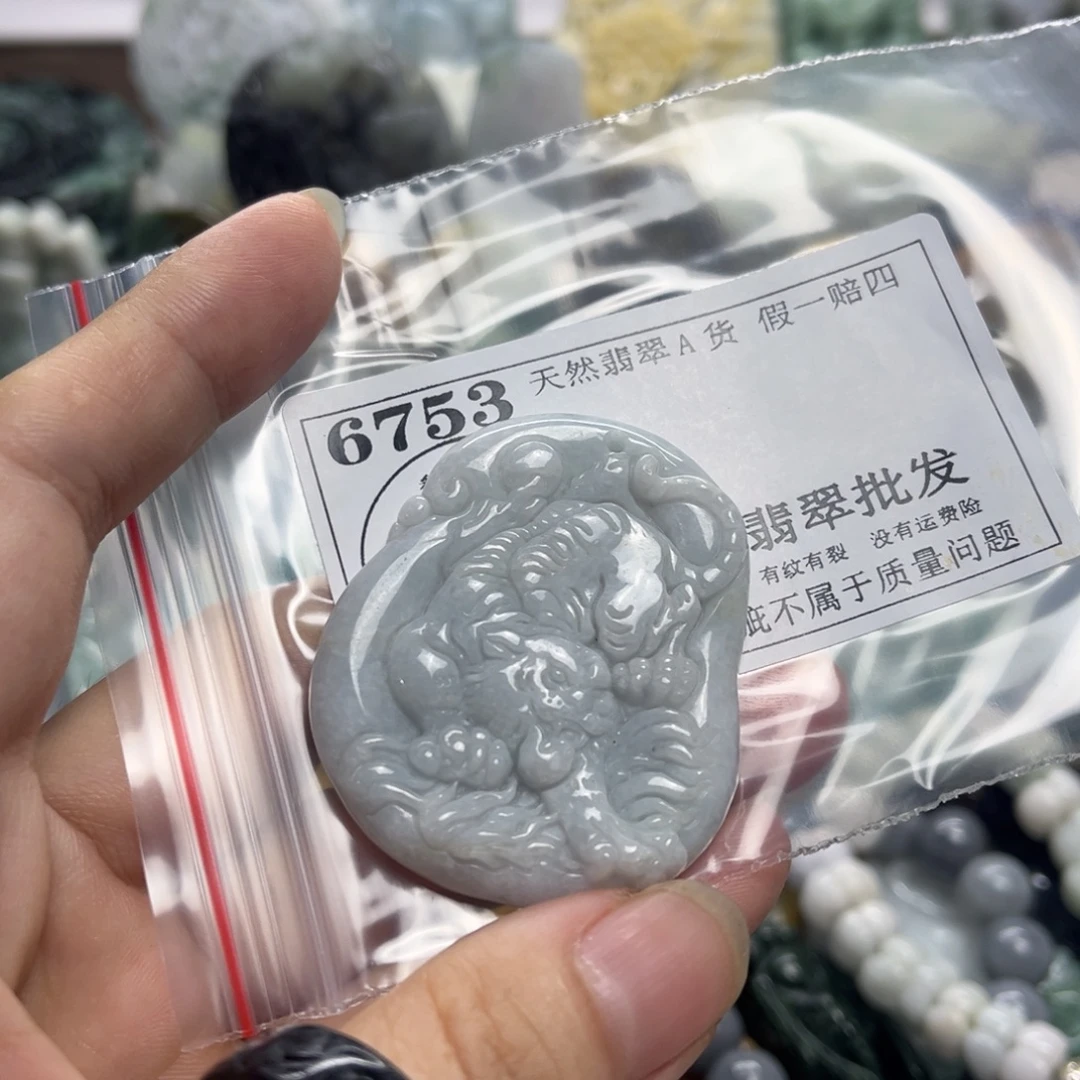 天然翡翠A货 假一赔四
6753
翡翠批发
有纹有裂 没有运费险
疵不属于质量问题